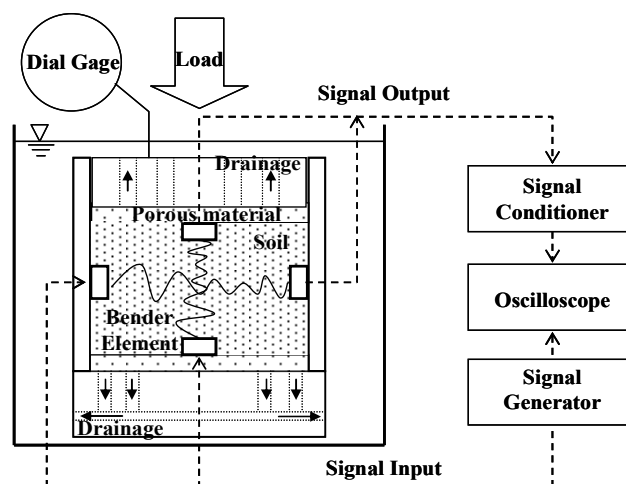 Dial Gage
Load
Signal Output
Drainage
Porous material
Soil
Signal
Conditioner
Oscilloscope
Bender
Element
Signal
Generator
Drainage
Signal Input